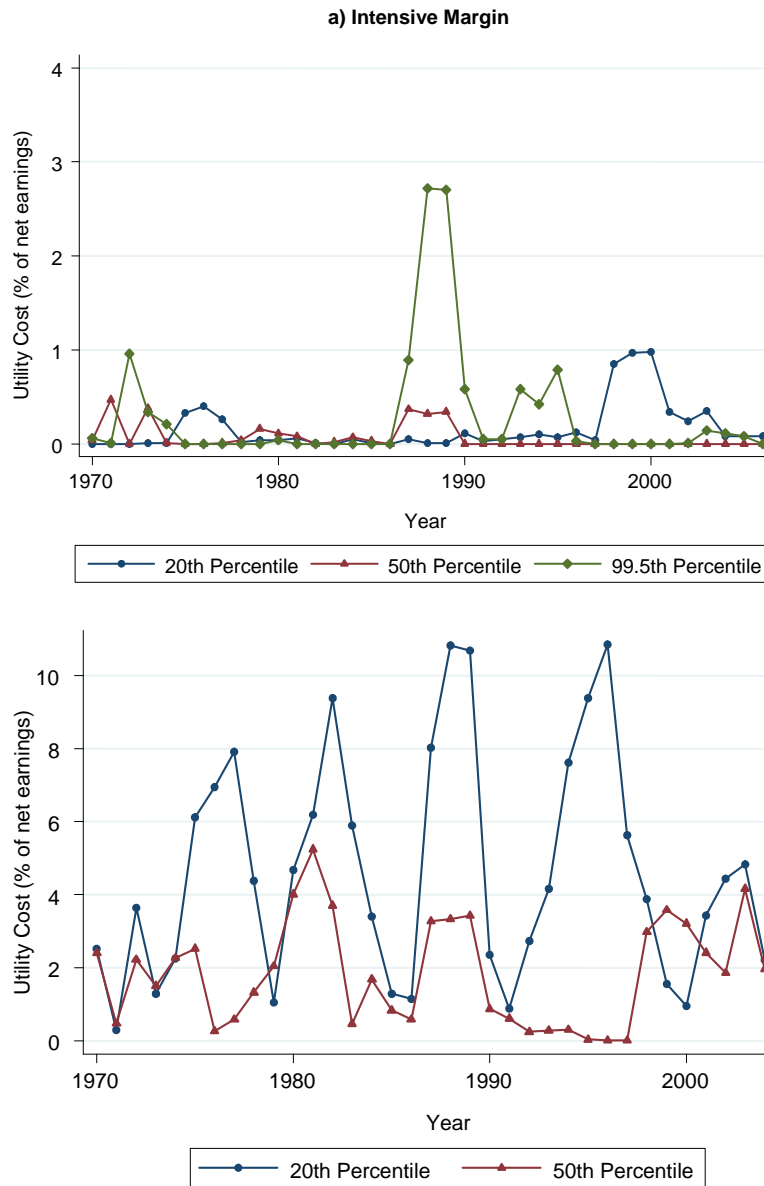 a) Intensive Margin
4
3
2
1
0
Utility Cost (% of net earnings)
1970 1980 1990 2000
Year
20th Percentile 50th Percentile 99.5th Percentile
10
8
6
4
2
0
Utility Cost (% of net earnings)
1970 1980 1990 2000
Year
20th Percentile 50th Percentile